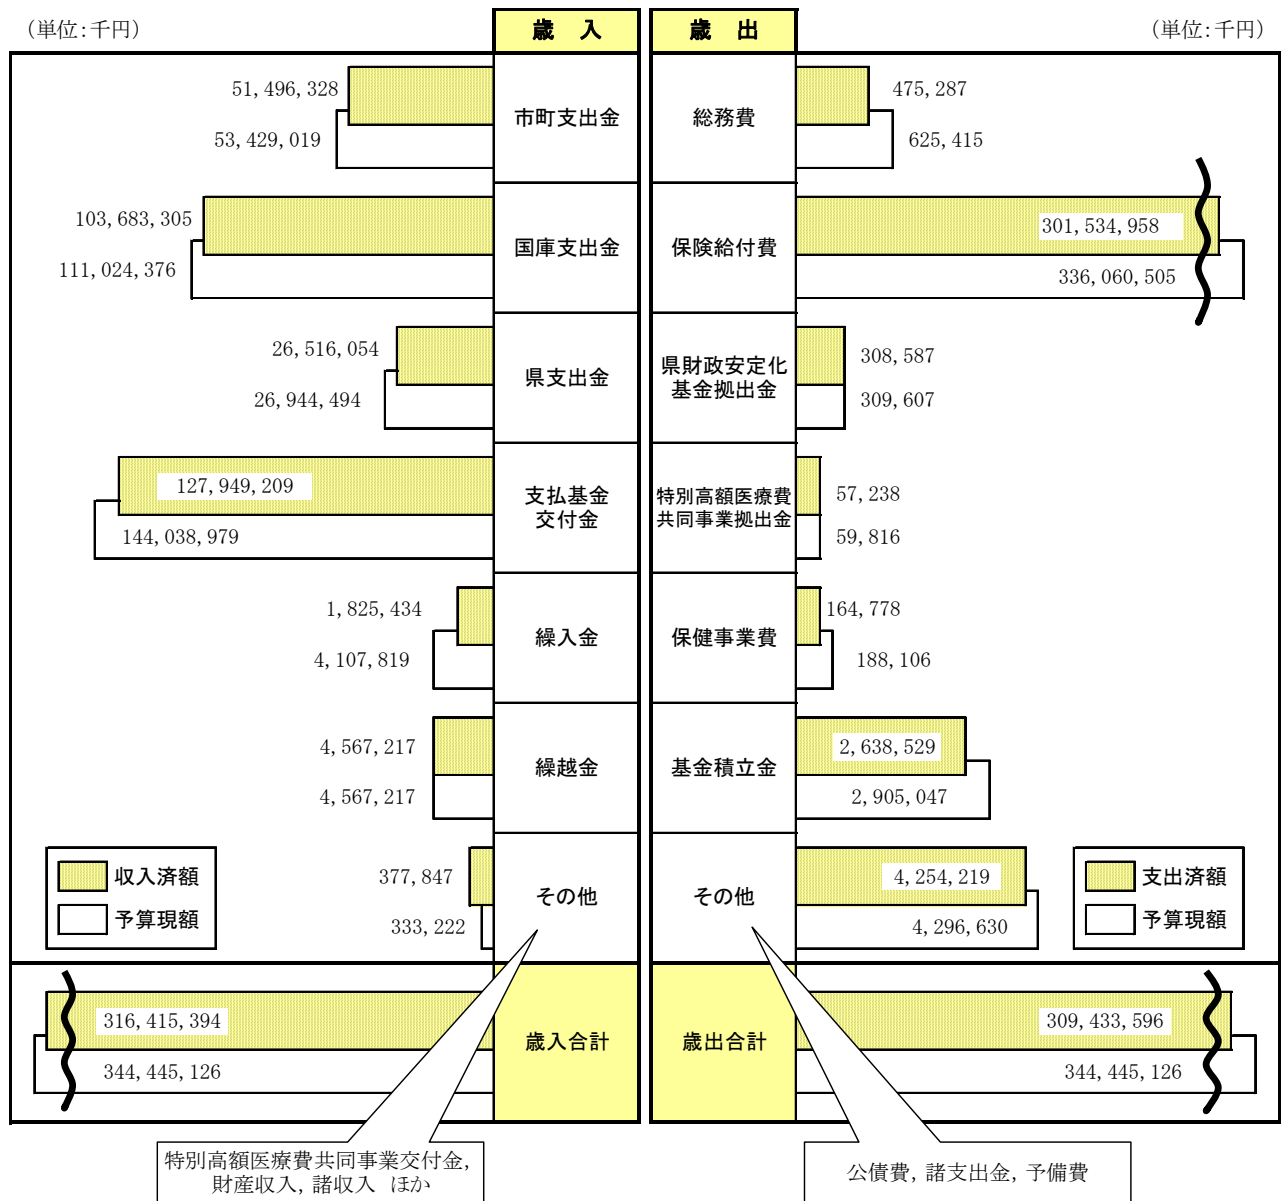 (単位:千円)
歳 入
歳 出
(単位:千円)
51,496,328
53,429,019
市町支出金
総務費
475,287
625,415
103,683,305
111,024,376
国庫支出金
保険給付費
301,534,958
336,060,505
26,516,054
26,944,494
県支出金
県財政安定化
基金拠出金
308,587
309,607
127,949,209
144,038,979
支払基金
交付金
特別高額医療費
共同事業拠出金
57,238
59,816
1,825,434
4,107,819
繰入金
保健事業費
164,778
188,106
4,567,217
4,567,217
繰越金
基金積立金
2,638,529
2,905,047
収入済額
予算現額
377,847
333,222
その他
その他
4,254,219
4,296,630
支出済額
予算現額
316,415,394
344,445,126
歳入合計
歳出合計
309,433,596
344,445,126
特別高額医療費共同事業交付金,
財産収入, 諸収入 ほか
公債費, 諸支出金, 予備費